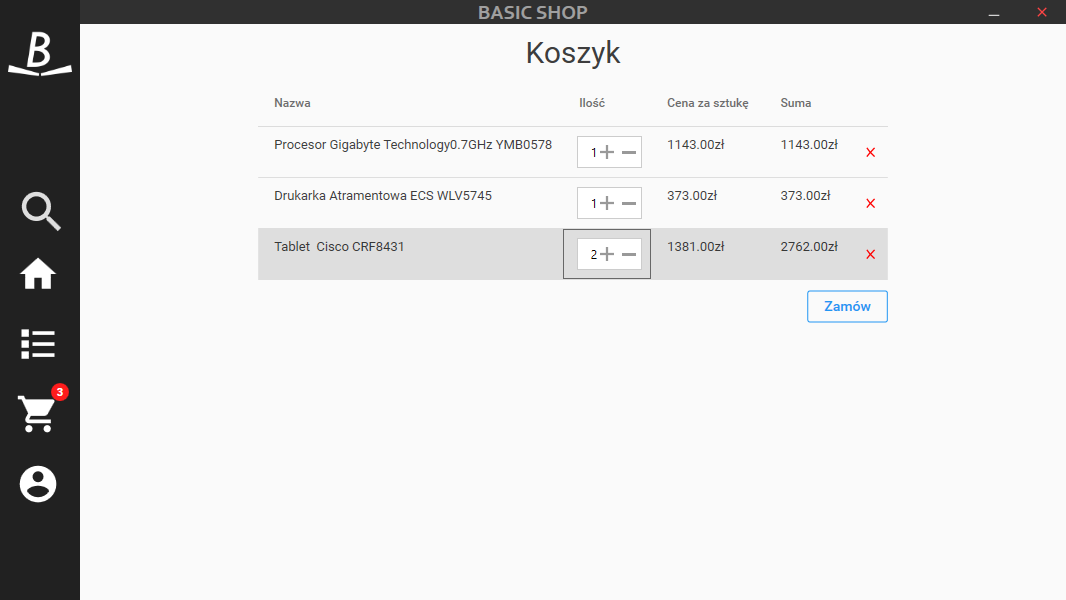 BASIC SHOP
B
Koszyk
Nazwa Ilość Cena za sztukę Suma
Procesor Gigabyte Technology0.7GHz YMB0578 1 1143.00zł 1143.00zł
Drukarka Atramentowa ECS WLV5745 1 373.00zł 373.00zł
Tablet  Cisco CRF8431 2 1381.00zł 2762.00zł
Zamów
3